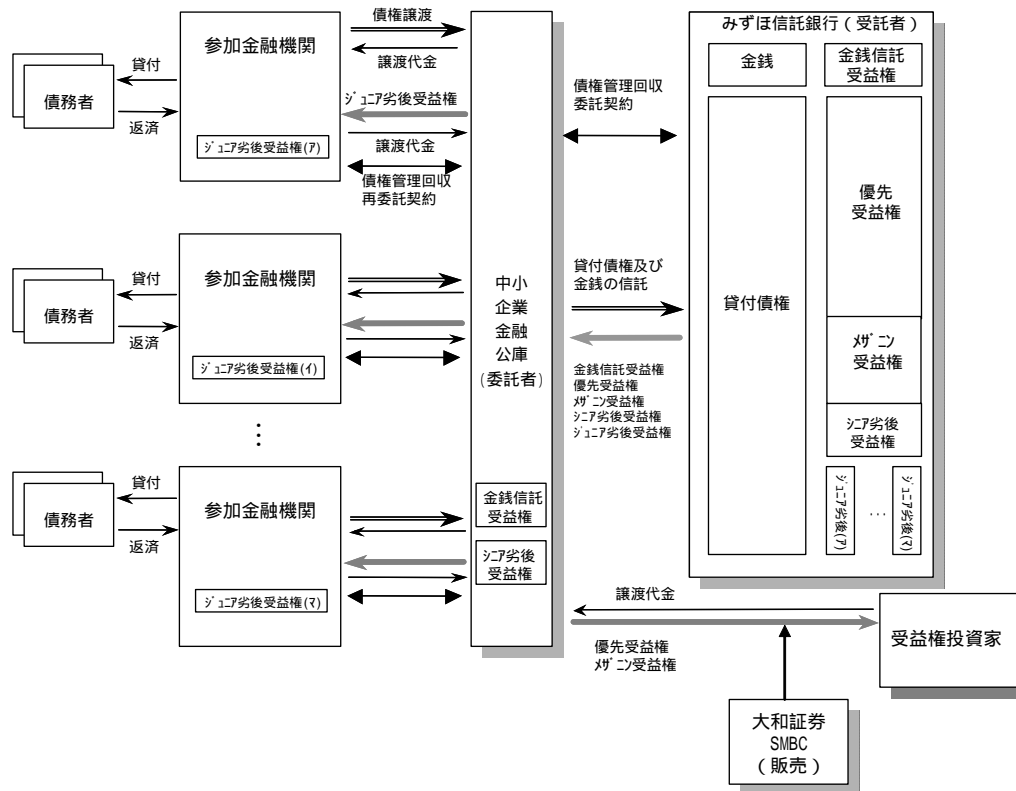 債権譲渡
参加金融機関
譲渡代金
貸付
債務者
返済
ｼﾞｭﾆｱ劣後受益権
ｼﾞｭﾆｱ劣後受益権(ｱ)
譲渡代金
債権管理回収
再委託契約
参加金融機関
貸付
債務者
返済
ｼﾞｭﾆｱ劣後受益権(ｲ)
⋮
参加金融機関
貸付
債務者
返済
ｼﾞｭﾆｱ劣後受益権(ﾏ)
中小
企業
金融
公庫
(委託者)
金銭信託
受益権
ｼﾆｱ劣後
受益権
債権管理回収
委託契約
貸付債権及び
金銭の信託
金銭信託受益権
優先受益権
ﾒｻﾞﾆﾝ受益権
ｼﾆｱ劣後受益権
ｼﾞｭﾆｱ劣後受益権
みずほ信託銀行(受託者)
金銭
金銭信託
受益権
貸付債権
優先
受益権
ﾒｻﾞﾆﾝ
受益権
ｼﾆｱ劣後
受益権
ｼﾞｭﾆｱ劣後(ｱ)
…
ｼﾞｭﾆｱ劣後(ﾏ)
譲渡代金
優先受益権
ﾒｻﾞﾆﾝ受益権
受益権投資家
大和証券
SMBC
(販売)